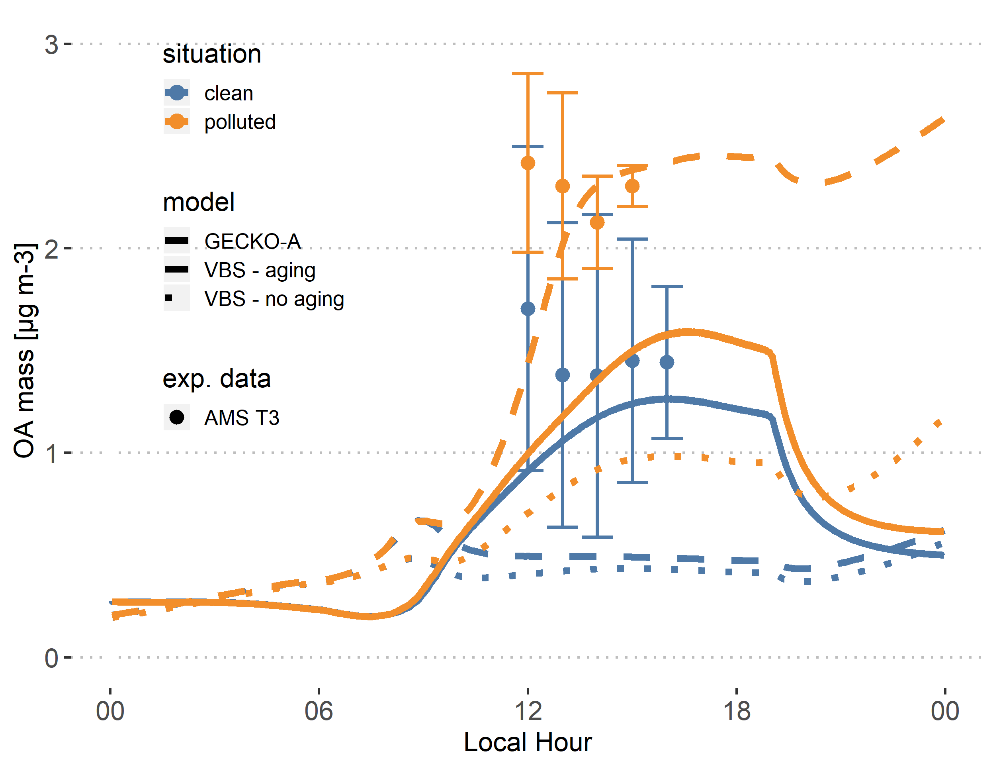 3
2
1
0
OA mass [µg m-3]
situation
clean
polluted
model
GECKO-A
VBS - aging
VBS - no aging
exp. data
AMS T3
00 06 12 18 00
Local Hour